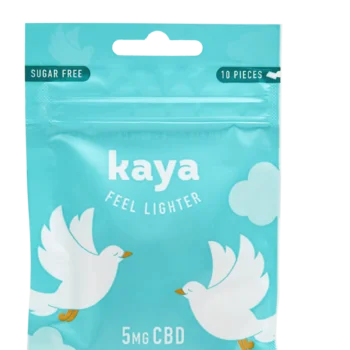 SUGAR FREE
10 PIECES
kaya
FEEL LIGHTER
5MG CBD